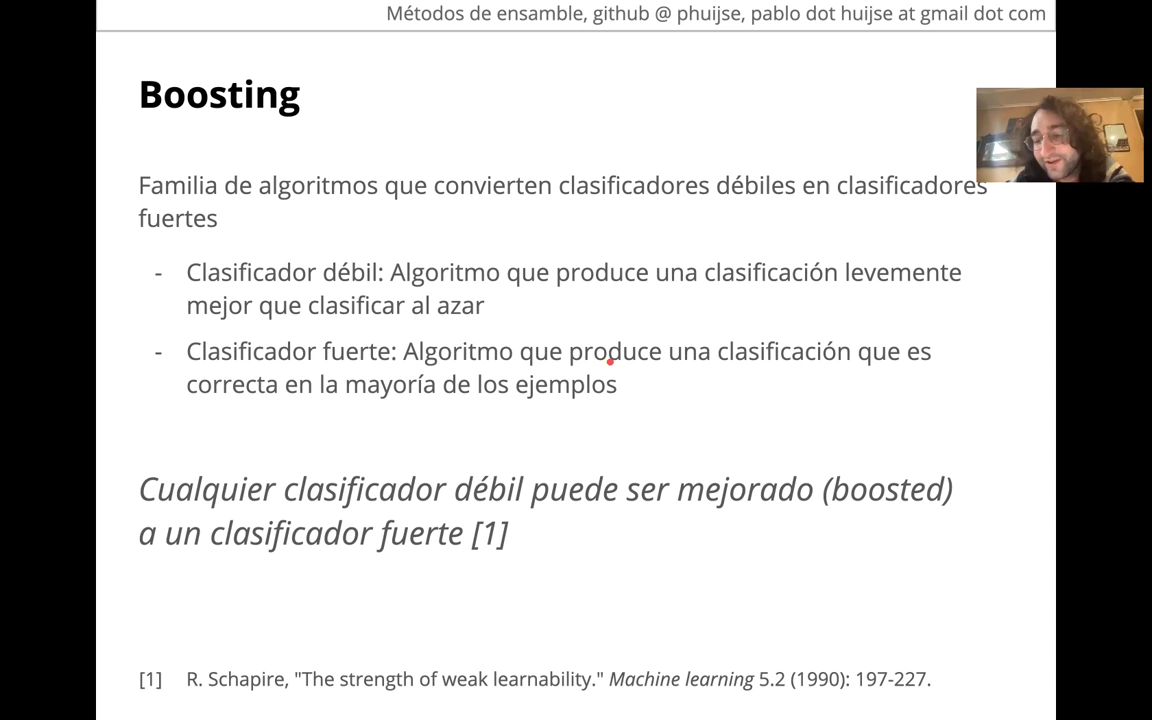 Métodos de ensamble, github @ phuijse, pablo dot huijse at gmail dot com
Boosting
Familia de algoritmos que convierten clasificadores débiles en clasificadores
fuertes
- Clasificador débil: Algoritmo que produce una clasificación levemente
mejor que clasificar al azar
- Clasificador fuerte: Algoritmo que produce una clasificación que es
correcta en la mayoría de los ejemplos
Cualquier clasificador débil puede ser mejorado (boosted)
a un clasificador fuerte [1]
[1] R. Schapire, "The strength of weak learnability." Machine learning 5.2 (1990): 197-227.